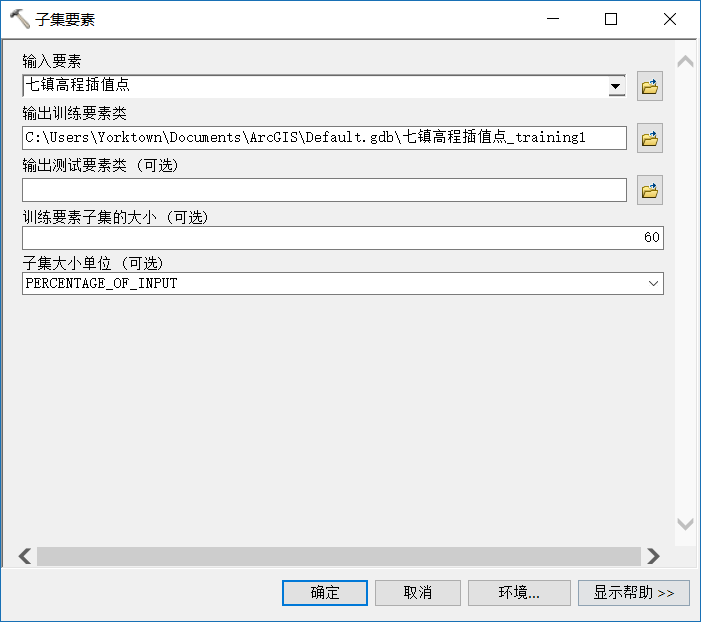 子集要素
输入要素
七镇高程插值点
输出训练要素类
C:\Users\Yorktown\Documents\ArcGIS\Default.gdb\七镇高程插值点_training1
输出测试要素类 (可选)
训练要素子集的大小 (可选)
60
子集大小单位 (可选)
PERCENTAGE_OF_INPUT
确定 取消 环境... 显示帮助 >>